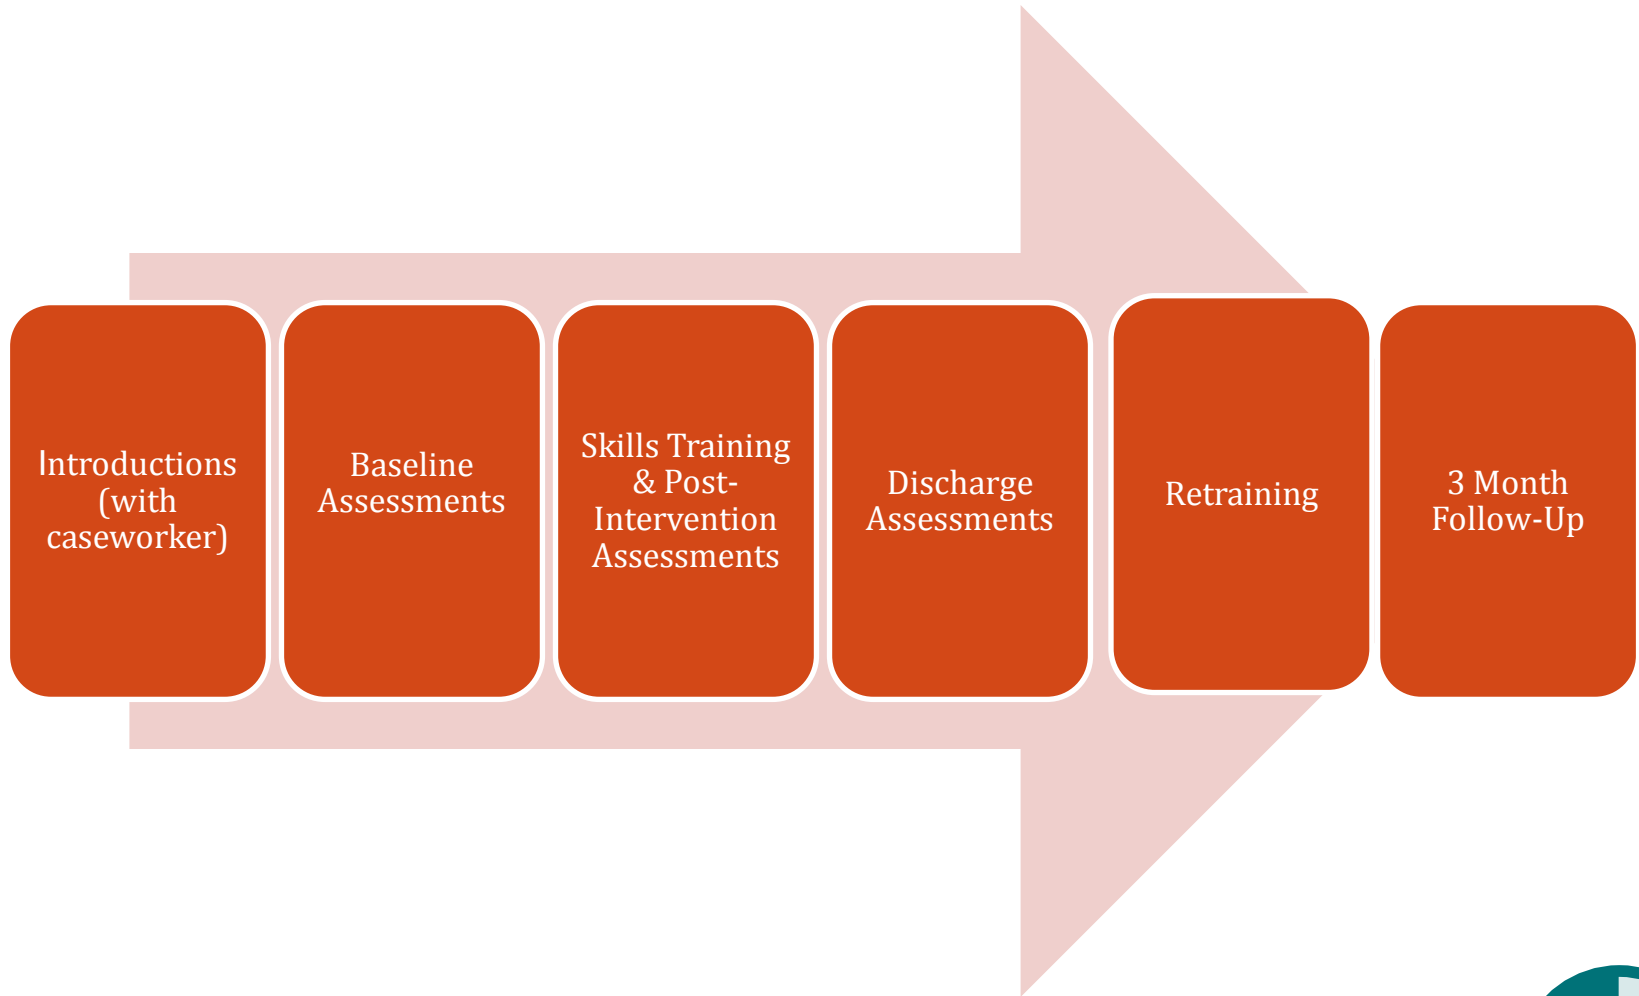 Introductions
(with
caseworker)
Baseline
Assessments
Skills Training
& Post-
Intervention
Assessments
Discharge
Assessments
Retraining
3 Month
Follow-Up